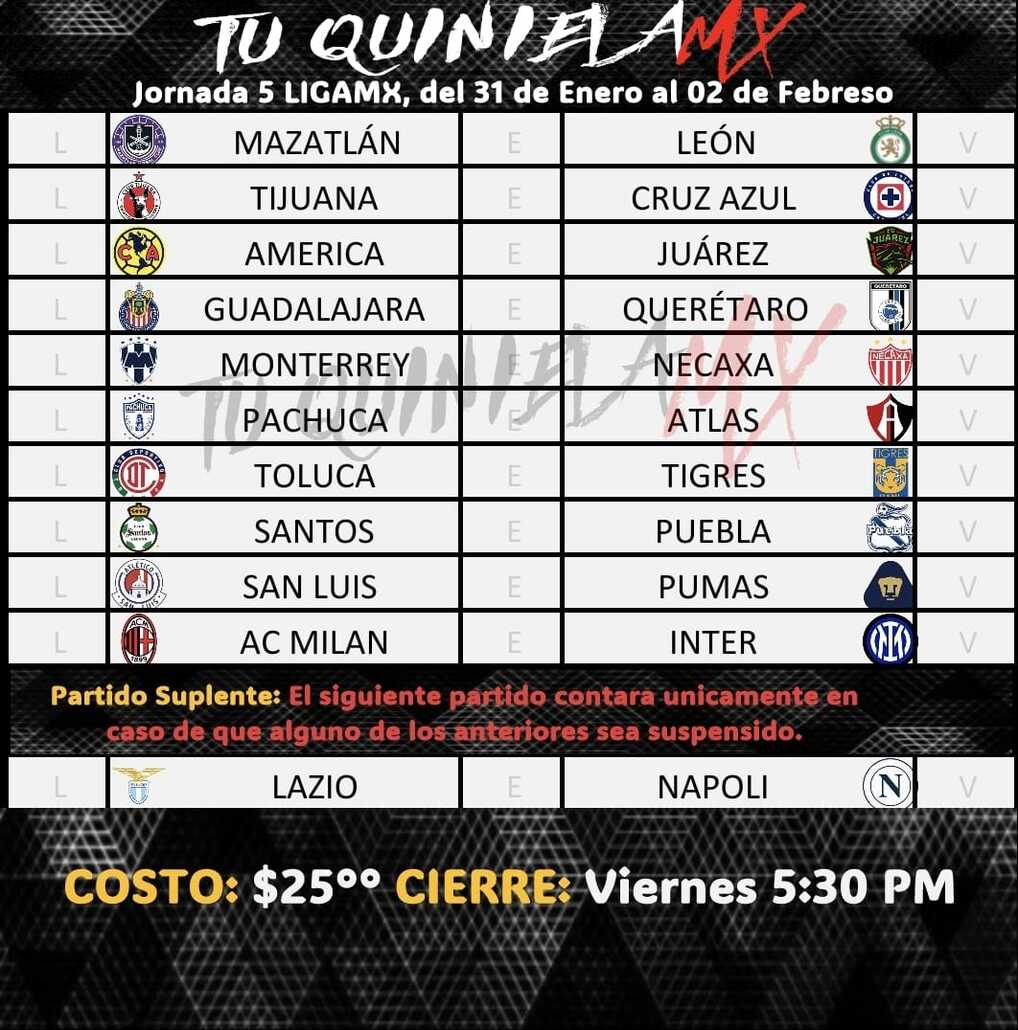 TU QUINIELAMX
Jornada 5 LIGAMX, del 31 de Enero al 02 de Febreso
L MAZATLÁN E LEÓN V
L TIJUANA E CRUZ AZUL V
L AMERICA E JUÁREZ V
L GUADALAJARA E QUERÉTARO V
L MONTERREY E NECAXA V
L PACHUCA E ATLAS V
L TOLUCA E TIGRES V
L SANTOS E PUEBLA V
L SAN LUIS E PUMAS V
L AC MILAN E INTER V
TU QUINIELAMX
Partido Suplente: El siguiente partido contara unicamente en
caso de que alguno de los anteriores sea suspendido.
L LAZIO E NAPOLI V
COSTO: $25°° CIERRE: Viernes 5:30 PM